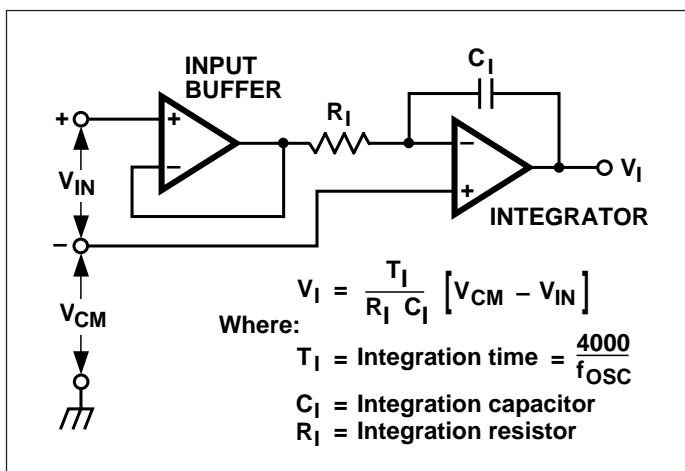 INPUT
BUFFER
C_I
R_I
+
+
−
V_IN
−
+
−
V_I
INTEGRATOR
V_CM
V_I = T_I / R_I C_I [V_CM – V_IN]
Where:
T_I = Integration time = 4000 / f_OSC
C_I = Integration capacitor
R_I = Integration resistor